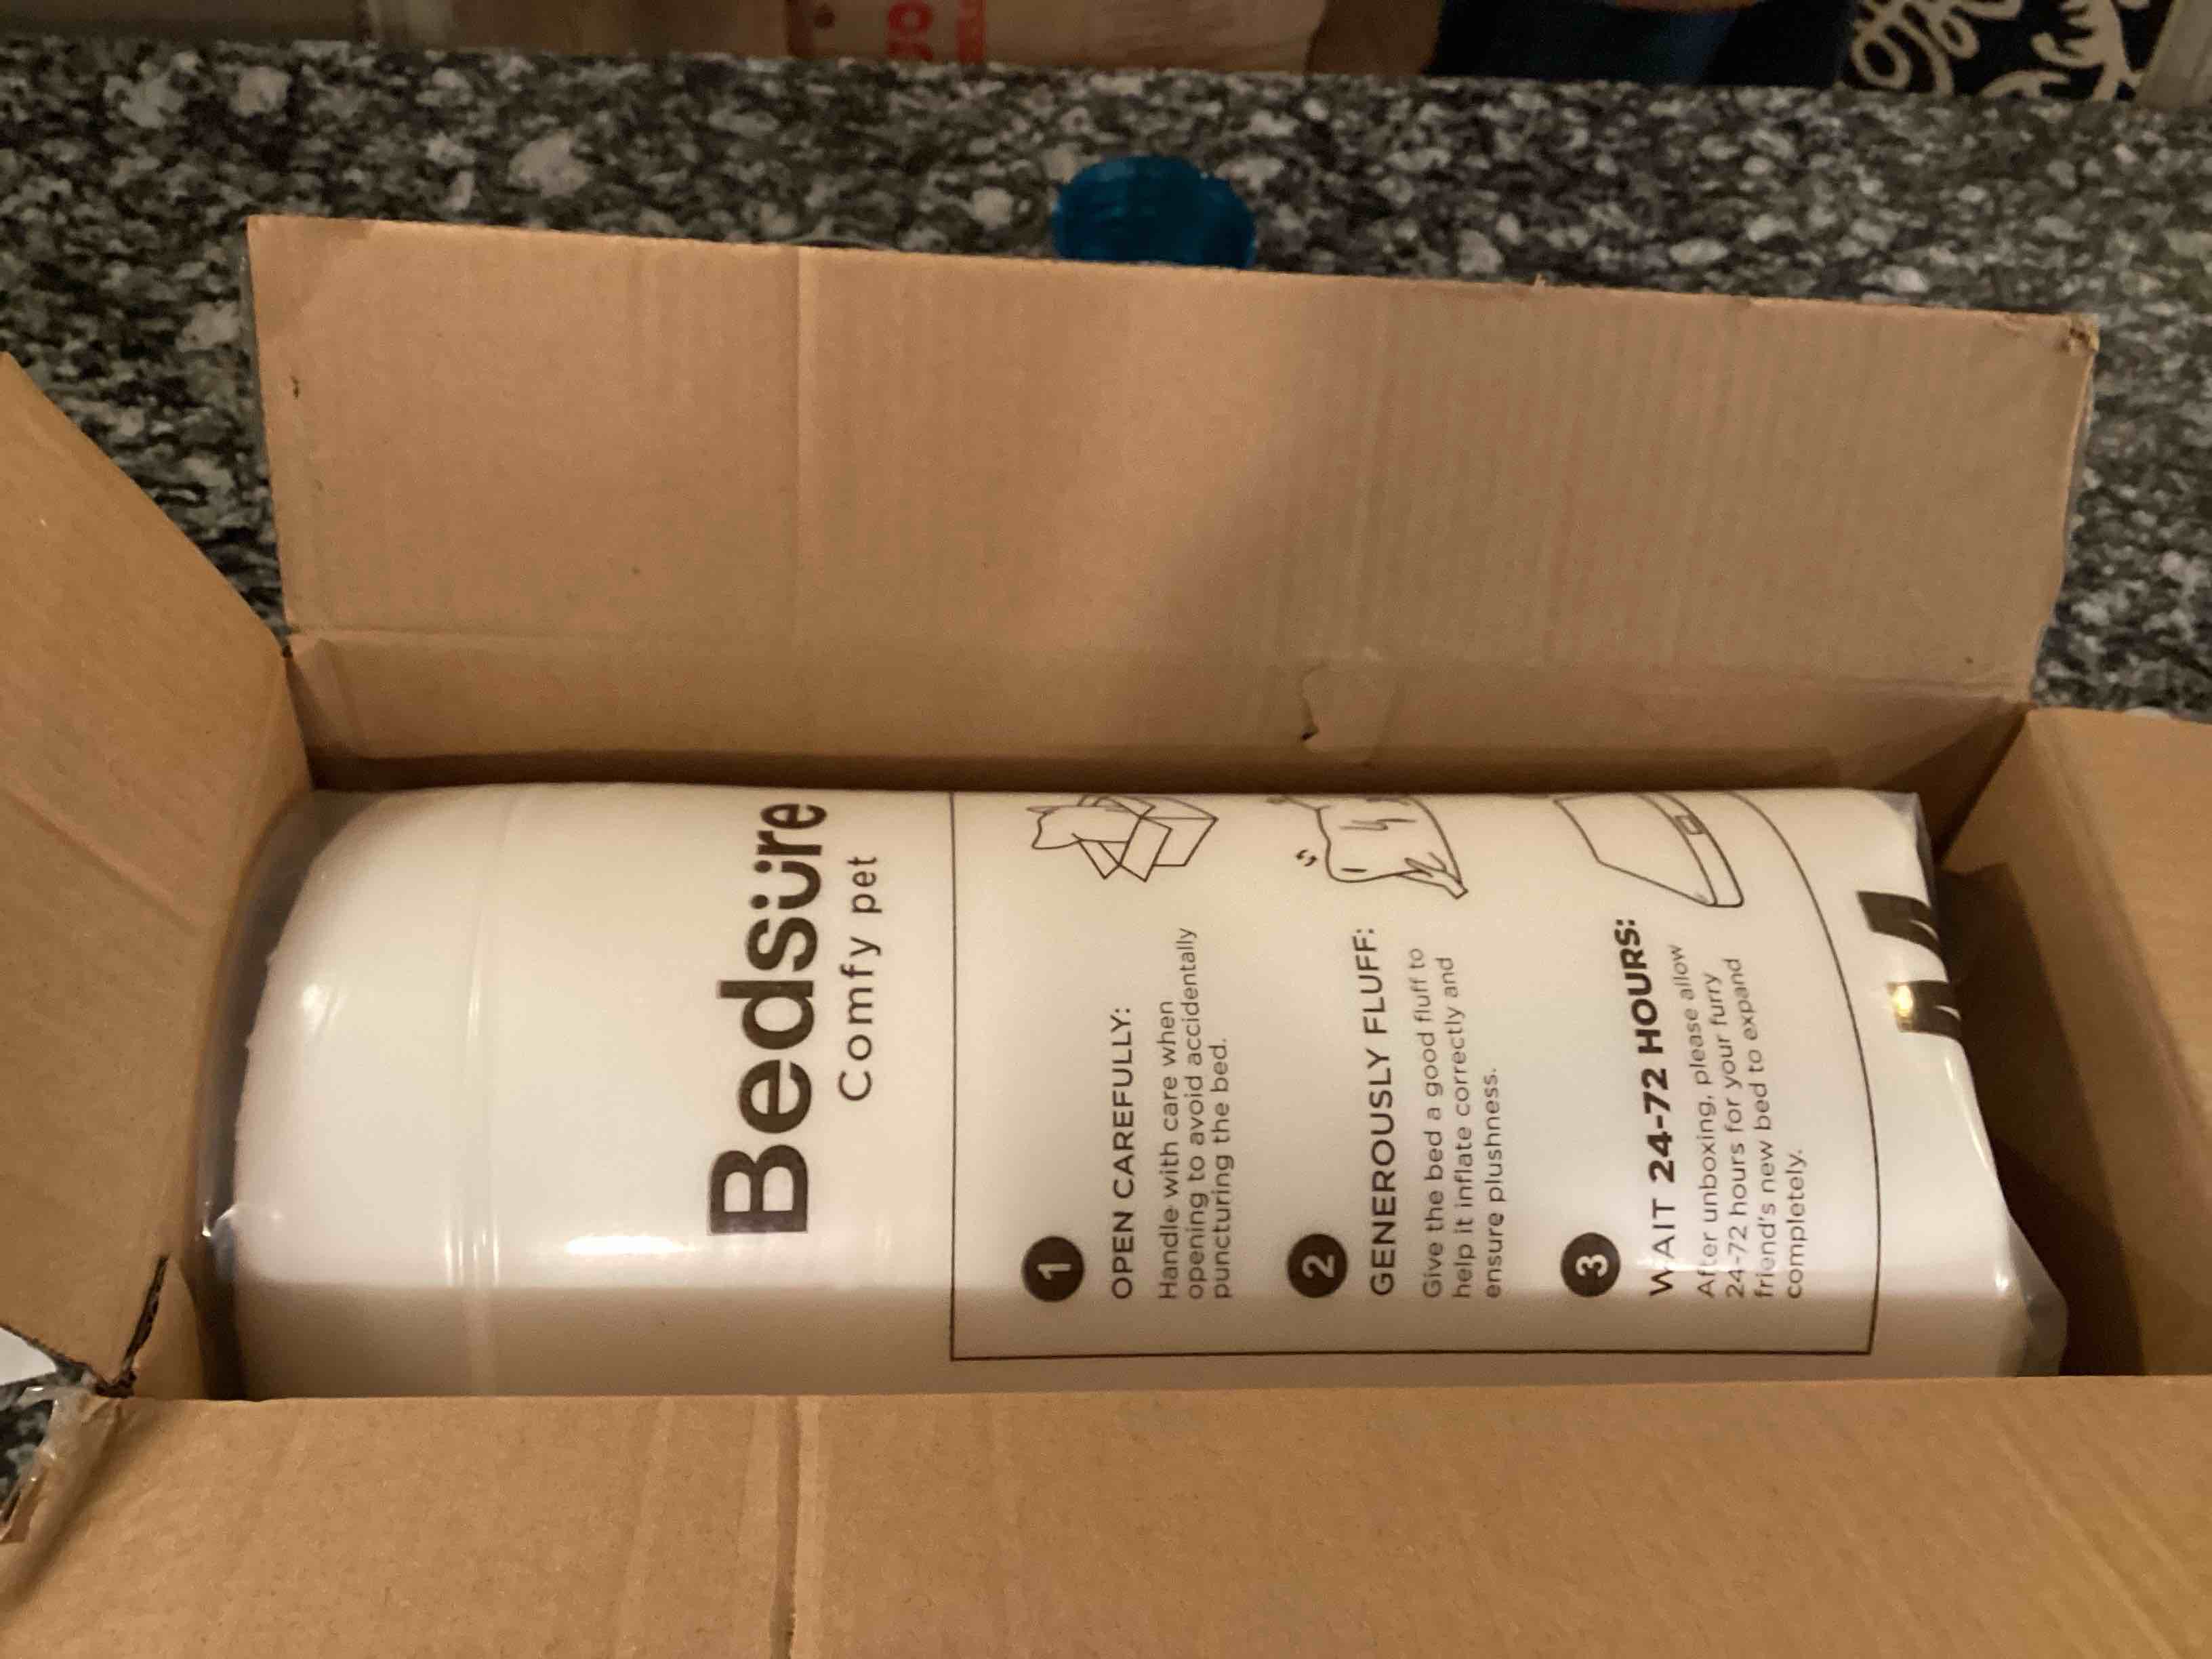 Bedsüre
Comfy pet
1
OPEN CAREFULLY:
Handle with care when
opening to avoid accidentally
puncturing the bed.
2
GENEROUSLY FLUFF:
Give the bed a good fluff to
help it inflate correctly and
ensure plushness.
3
WAIT 24-72 HOURS:
After unboxing, please allow
24-72 hours for your furry
friend's new bed to expand
completely.